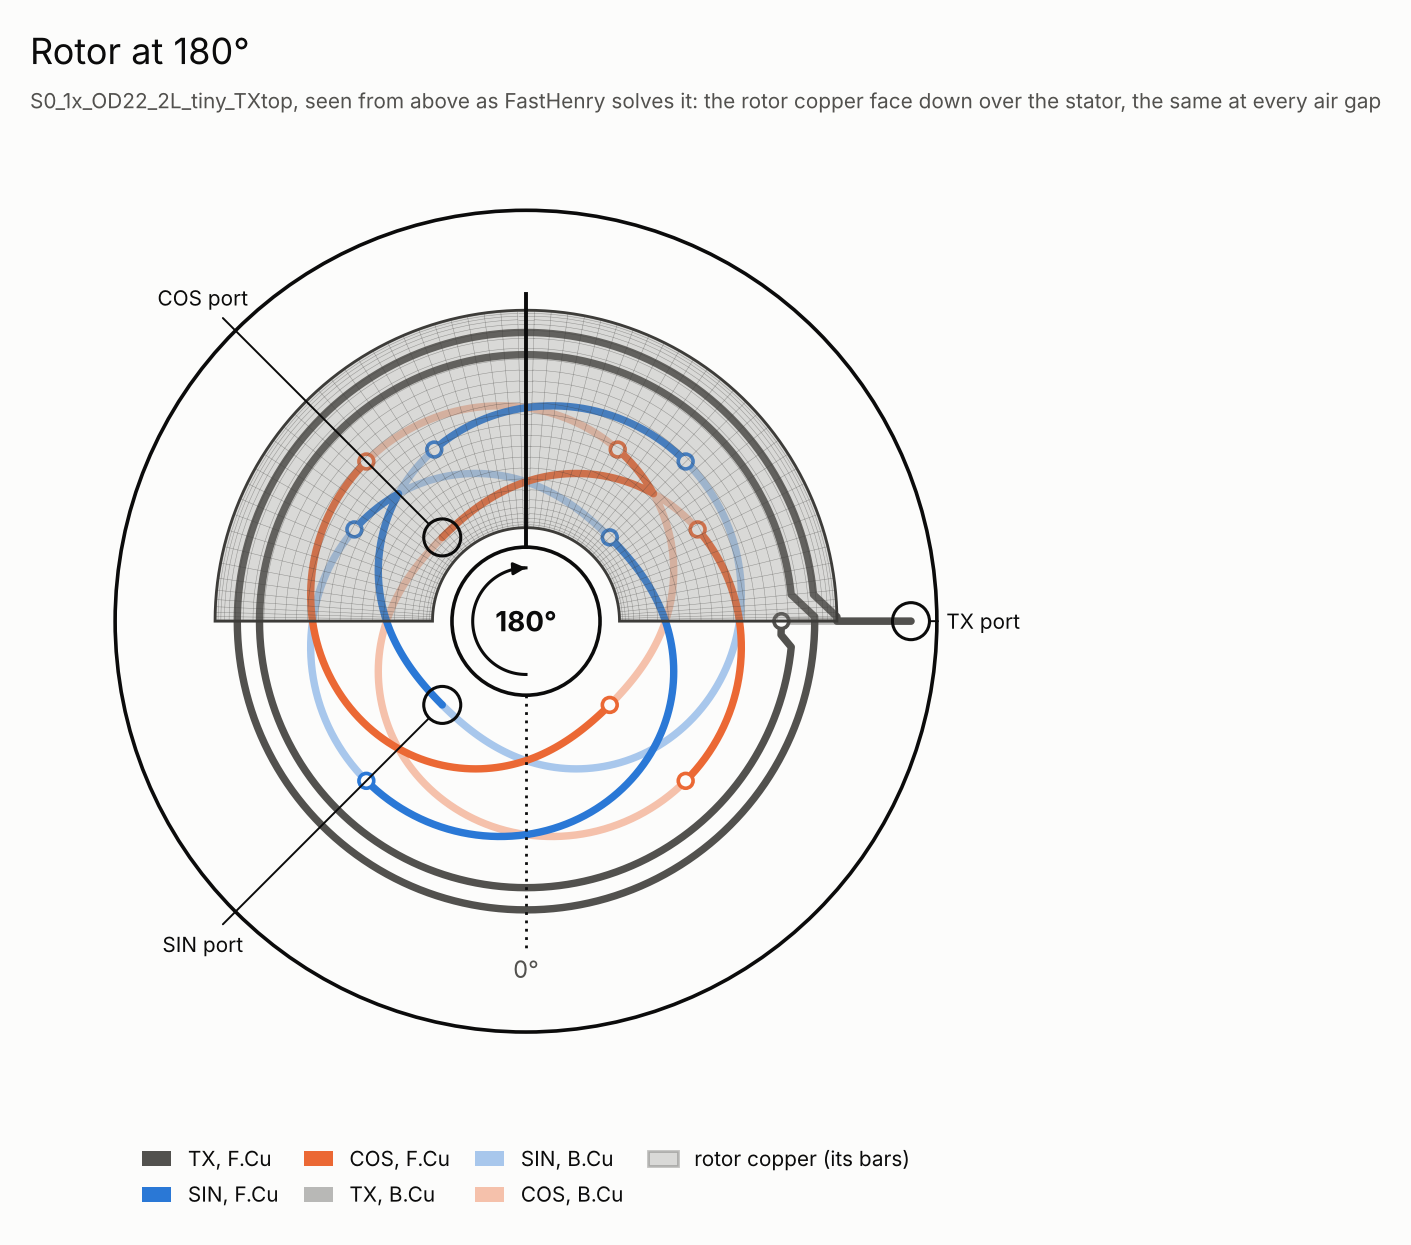 Rotor at 180°
S0_1x_OD22_2L_tiny_TXtop, seen from above as FastHenry solves it: the rotor copper face down over the stator, the same at every air gap
COS port
180°
TX port
SIN port
0°
TX, F.Cu
COS, F.Cu
SIN, B.Cu
rotor copper (its bars)
SIN, F.Cu
TX, B.Cu
COS, B.Cu